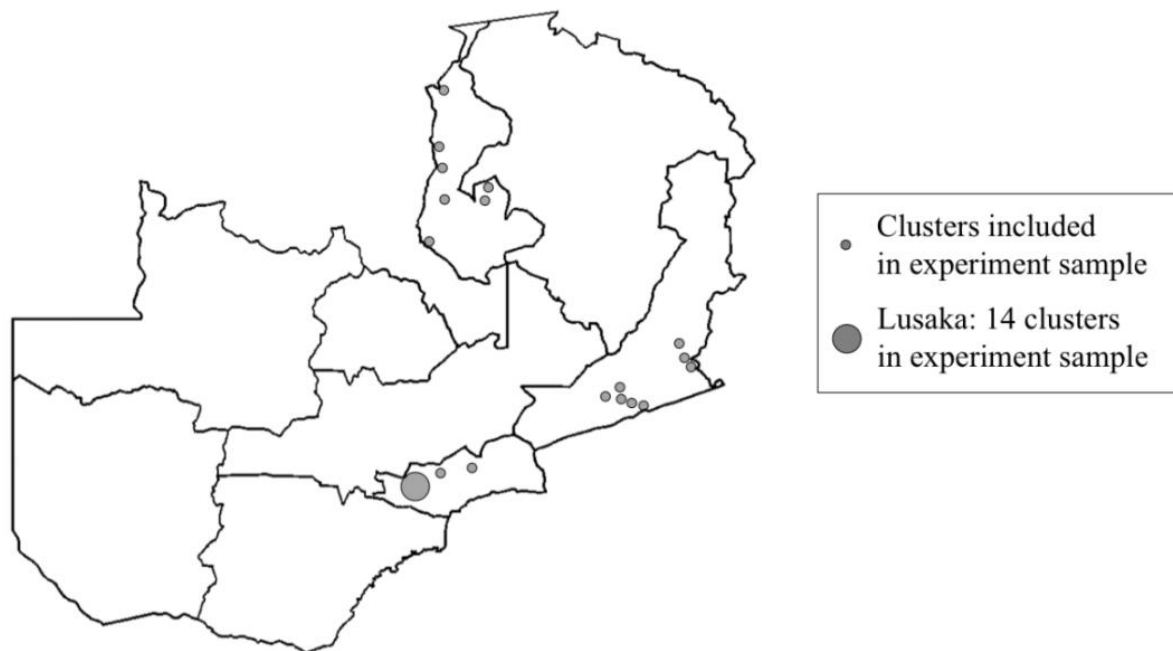 Clusters included
in experiment sample
Lusaka: 14 clusters
in experiment sample